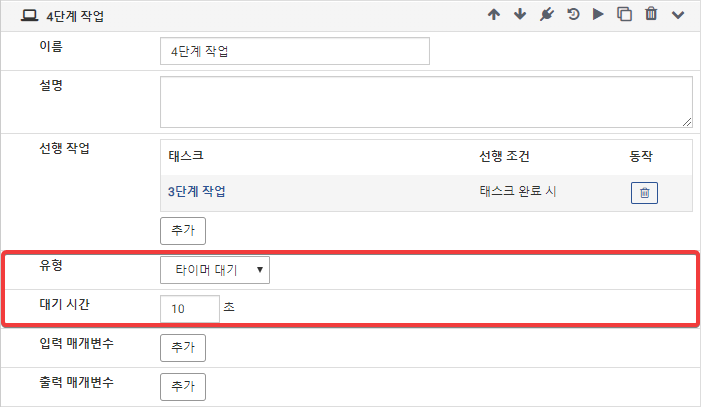 4단계 작업
이름
4단계 작업
설명
선행 작업
태스크 선행 조건 동작
3단계 작업 태스크 완료 시
추가
유형 타이머 대기
대기 시간 10 초
입력 매개변수 추가
출력 매개변수 추가